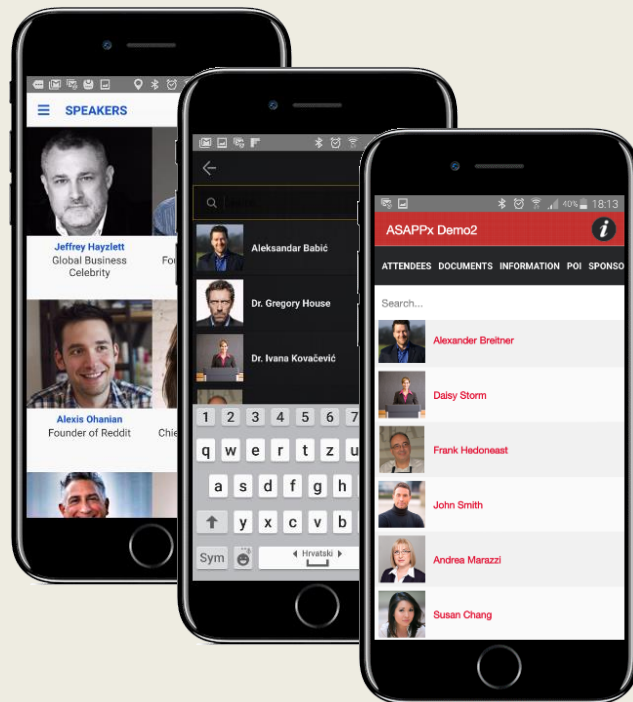 SPEAKERS
Jeffrey Hayzlett
Global Business
Celebrity
Alexis Ohanian
Founder of Reddit
Aleksandar Babić
Dr. Gregory House
Dr. Ivana Kovačević
1 2 3 4 5 6 7
q w e r t z u
a s d f g h
y x c v b
Sym
Hrvatski
40% 18:13
ASAPPx Demo2
i
ATTENDEES DOCUMENTS INFORMATION POI SPONSO
Search...
Alexander Breitner
Daisy Storm
Frank Hedoneast
John Smith
Andrea Marazzi
Susan Chang